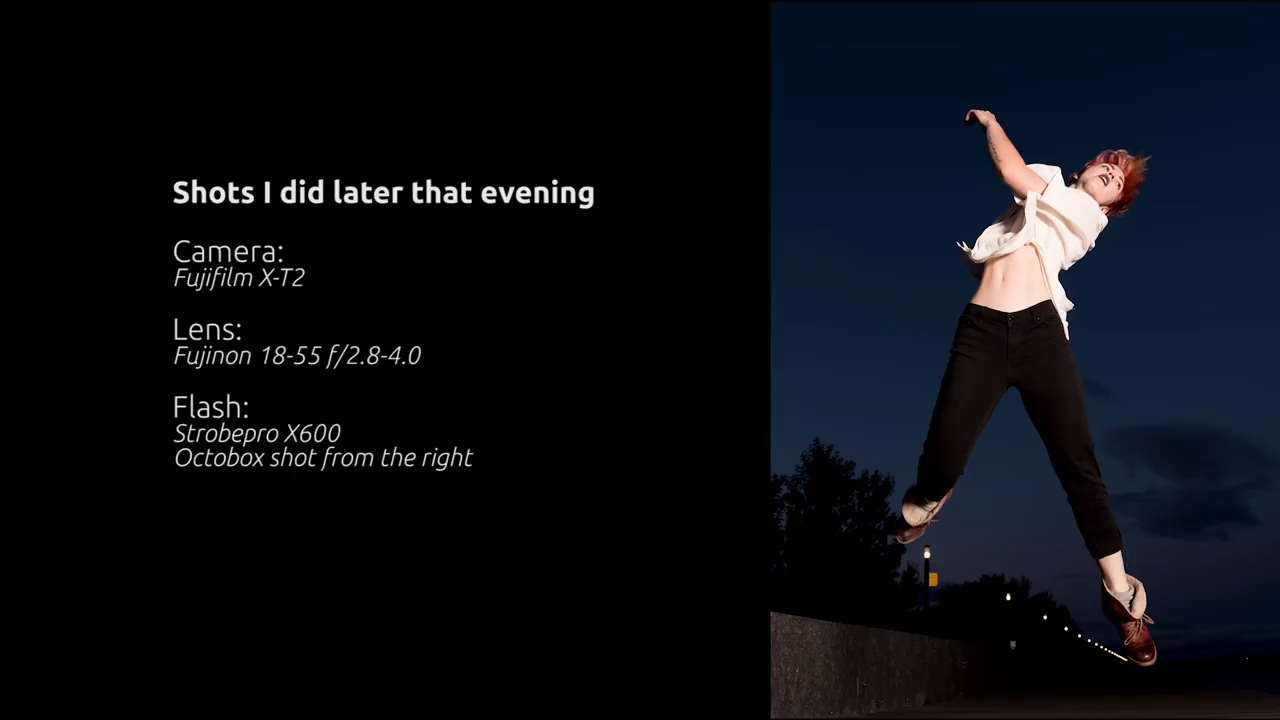 Shots I did later that evening
Camera:
Fujifilm X-T2
Lens:
Fujinon 18-55 f/2.8-4.0
Flash:
Strobepro X600
Octobox shot from the right